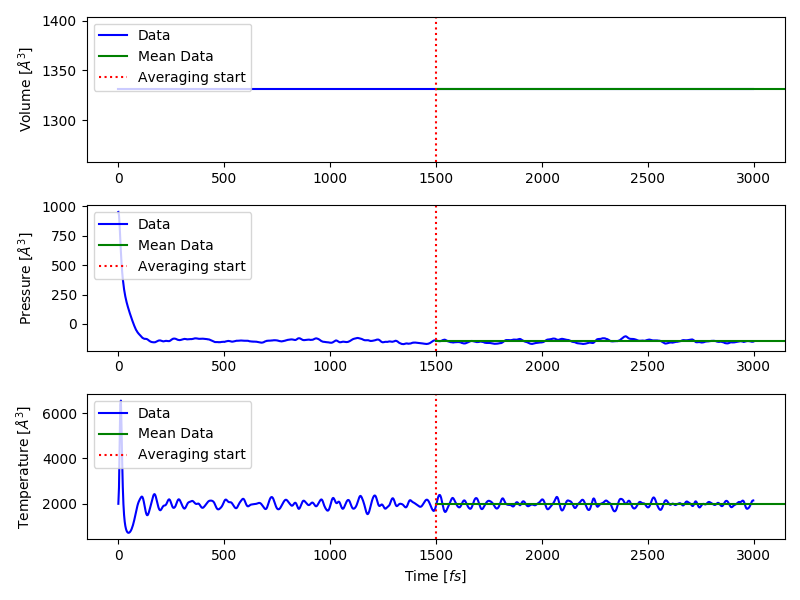 1400
1350
1300
Volume [Å³]
Data
Mean Data
Averaging start
0 500 1000 1500 2000 2500 3000
1000
750
500
250
0
Pressure [Å³]
Data
Mean Data
Averaging start
0 500 1000 1500 2000 2500 3000
6000
4000
2000
Temperature [Å³]
Data
Mean Data
Averaging start
0 500 1000 1500 2000 2500 3000
Time [fs]